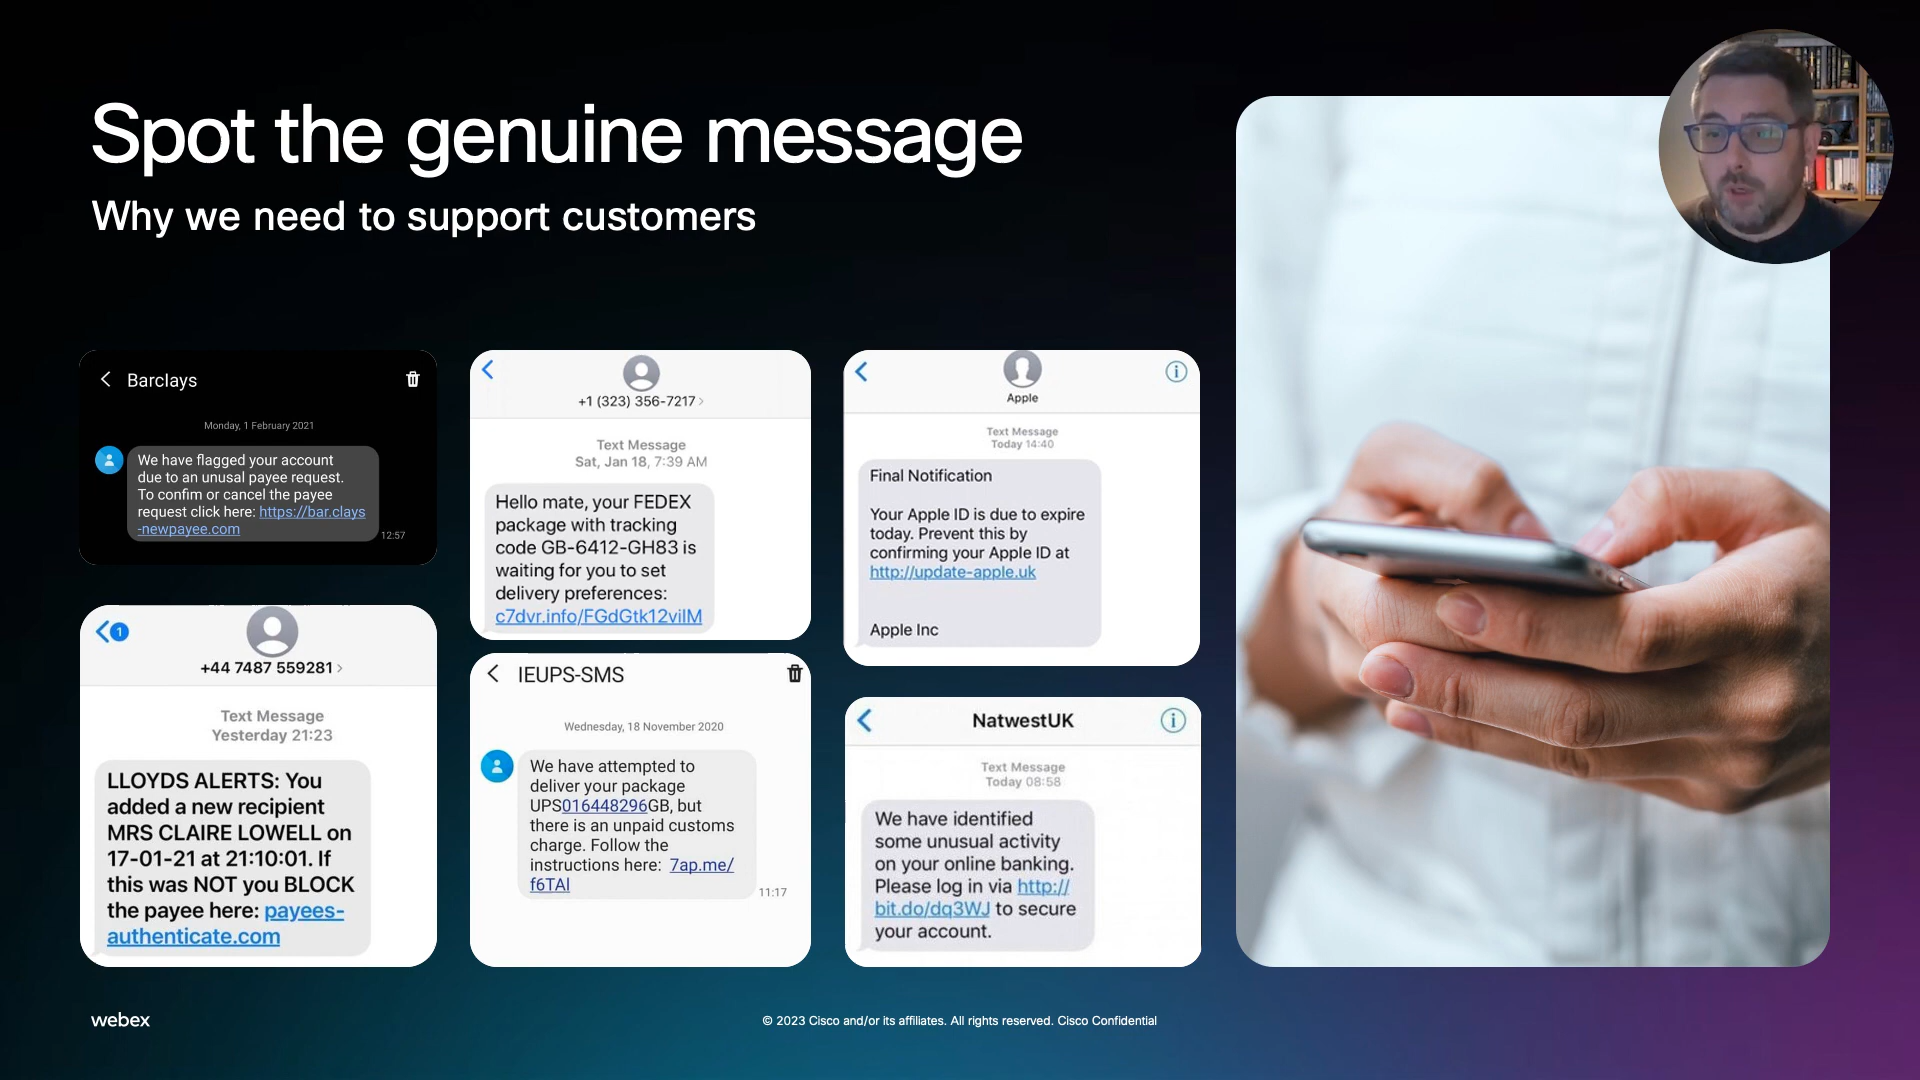 Spot the genuine message
Why we need to support customers
Barclays
Monday, 1 February 2021
We have flagged your account
due to an unusal payee request.
To confim or cancel the payee
request click here: https://bar.clays
-newpayee.com
12:57
1
+44 7487 559281
Text Message
Yesterday 21:23
LLOYDS ALERTS: You
added a new recipient
MRS CLAIRE LOWELL on
17-01-21 at 21:10:01. If
this was NOT you BLOCK
the payee here: payees-
authenticate.com
+1 (323) 356-7217
Text Message
Sat, Jan 18, 7:39 AM
Hello mate, your FEDEX
package with tracking
code GB-6412-GH83 is
waiting for you to set
delivery preferences:
c7dvr.info/FGdGtk12vilM
IEUPS-SMS
Wednesday, 18 November 2020
We have attempted to
deliver your package
UPS016448296GB, but
there is an unpaid customs
charge. Follow the
instructions here: 7ap.me/
f6TAl
11:17
Apple
Text Message
Today 14:40
Final Notification
Your Apple ID is due to expire
today. Prevent this by
confirming your Apple ID at
http://update-apple.uk
Apple Inc
NatwestUK
Text Message
Today 08:58
We have identified
some unusual activity
on your online banking.
Please log in via http://
bit.do/dq3WJ to secure
your account.
webex
© 2023 Cisco and/or its affiliates. All rights reserved. Cisco Confidential